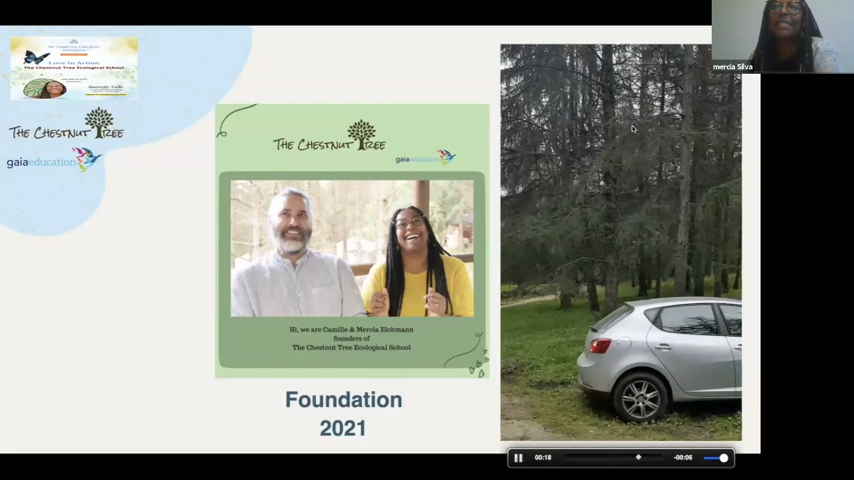 mercia Silva
Love in Action
The Chestnut Tree Ecological School
Butterfly Talks
THE CHESTNUT TREE
gaiaeducation
THE CHESTNUT TREE
gaiaeducation
Hi, we are Camille & Mercia Eichmann
founders of
The Chestnut Tree Ecological School
Foundation
2021
00:18
-00:06